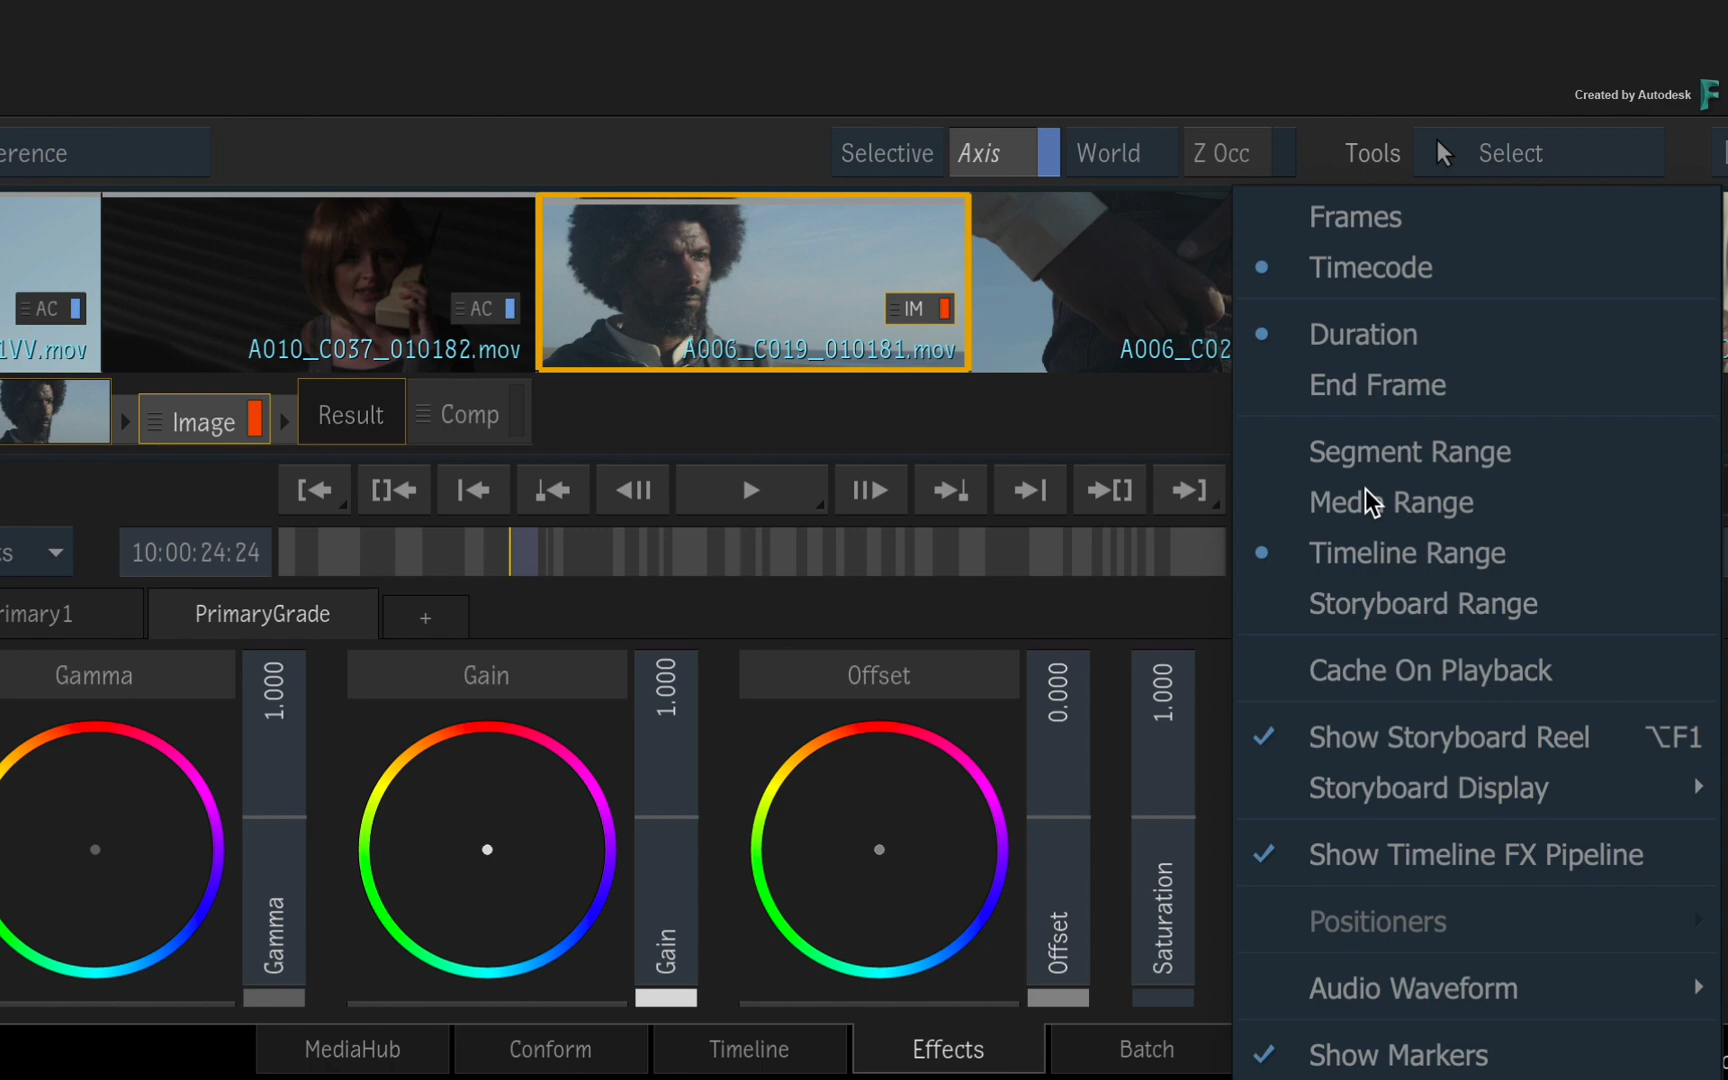 Created by Autodesk
erence
Selective
Axis
World
Z Occ
Tools
Select
AC
1VV.mov
AC
A010_C037_010182.mov
IM
A006_C019_010181.mov
A006_C02
Image
Result
Comp
ts
10:00:24:24
rimary1
PrimaryGrade
+
Gamma
1.000
Gamma
Gain
1.000
Gain
Offset
0.000
Offset
1.000
Saturation
MediaHub
Conform
Timeline
Effects
Batch
Frames
Timecode
Duration
End Frame
Segment Range
Media Range
Timeline Range
Storyboard Range
Cache On Playback
Show Storyboard Reel ⌥F1
Storyboard Display
Show Timeline FX Pipeline
Positioners
Audio Waveform
Show Markers